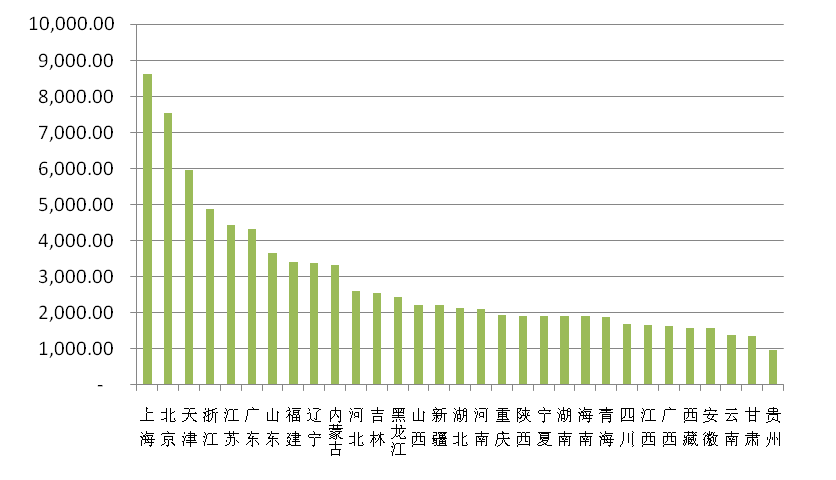 10,000.00
9,000.00
8,000.00
7,000.00
6,000.00
5,000.00
4,000.00
3,000.00
2,000.00
1,000.00
-
上海
北京
天津
浙江
江苏
广东
山东
福建
辽宁
内蒙古
河北
吉林
黑龙江
山西
新疆
湖北
河南
重庆
陕西
宁夏
湖南
海南
青海
四川
江西
广西
西藏
安徽
云南
甘肃
贵州